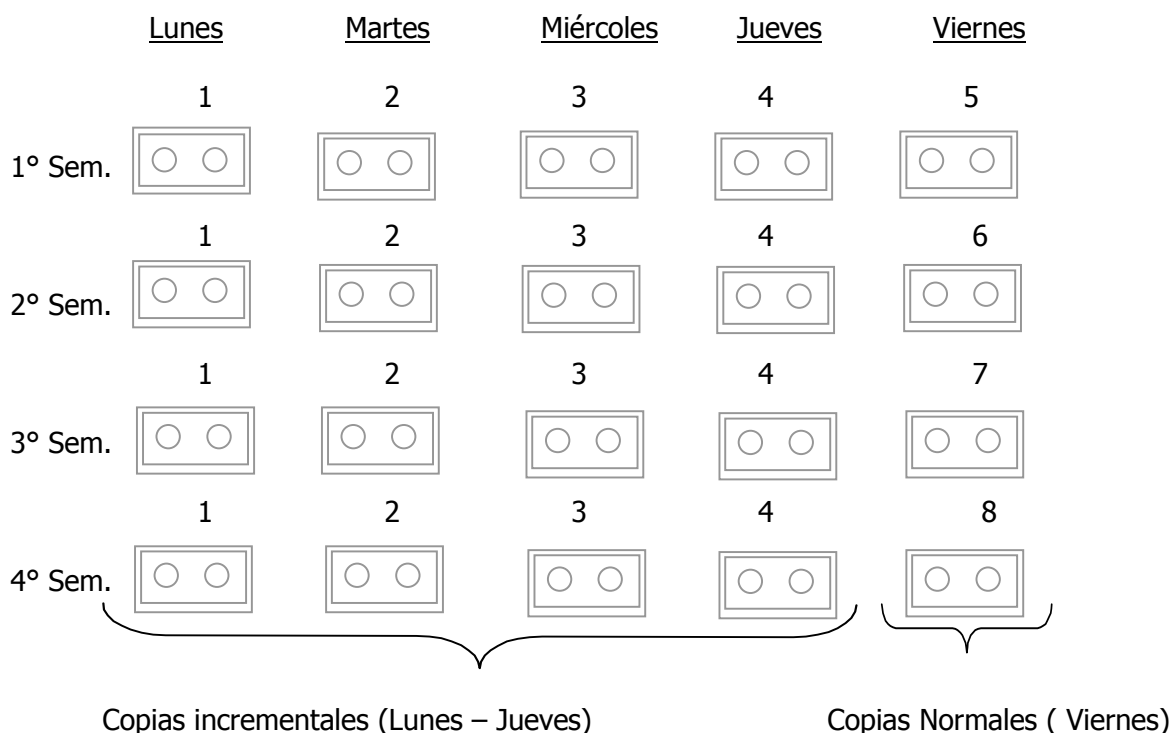 Lunes Martes Miércoles Jueves Viernes
1 2 3 4 5
1° Sem.
1 2 3 4 6
2° Sem.
1 2 3 4 7
3° Sem.
1 2 3 4 8
4° Sem.
Copias incrementales (Lunes – Jueves) Copias Normales ( Viernes)